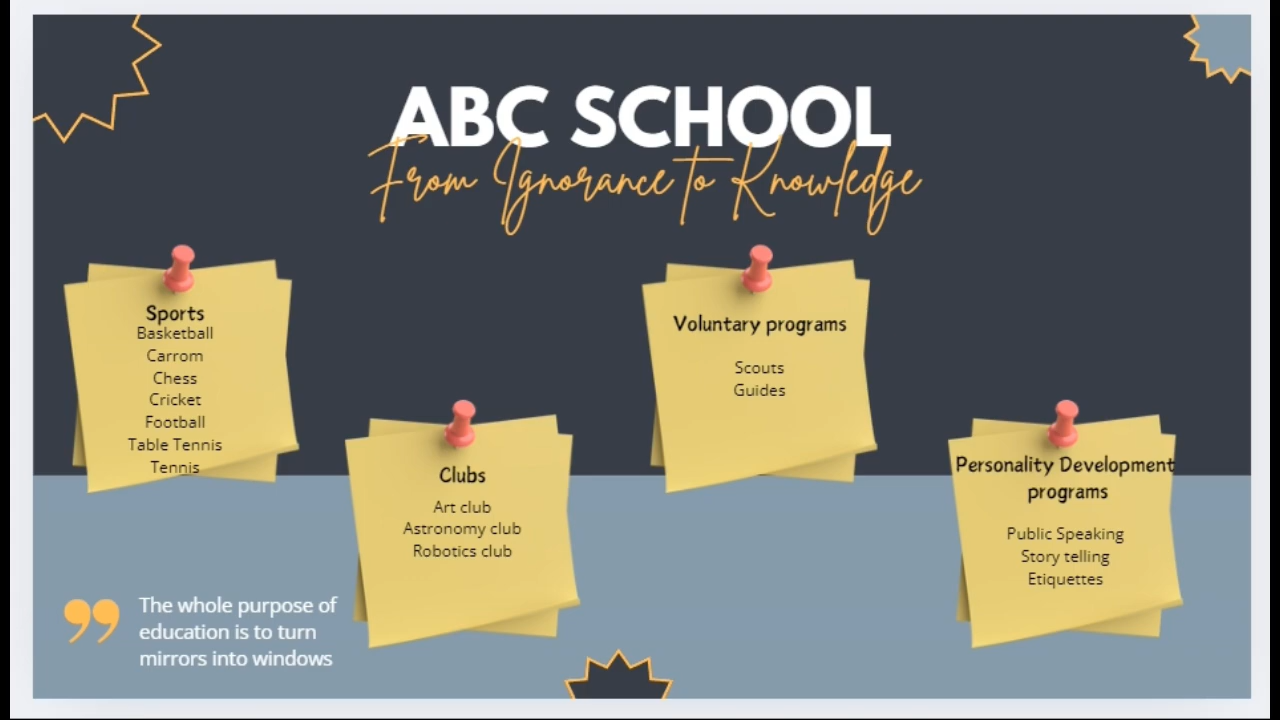 ABC SCHOOL
From Ignorance to Knowledge
Sports
Basketball
Carrom
Chess
Cricket
Football
Table Tennis
Tennis
Clubs
Art club
Astronomy club
Robotics club
Voluntary programs
Scouts
Guides
Personality Development
programs
Public Speaking
Story telling
Etiquettes
The whole purpose of
education is to turn
mirrors into windows